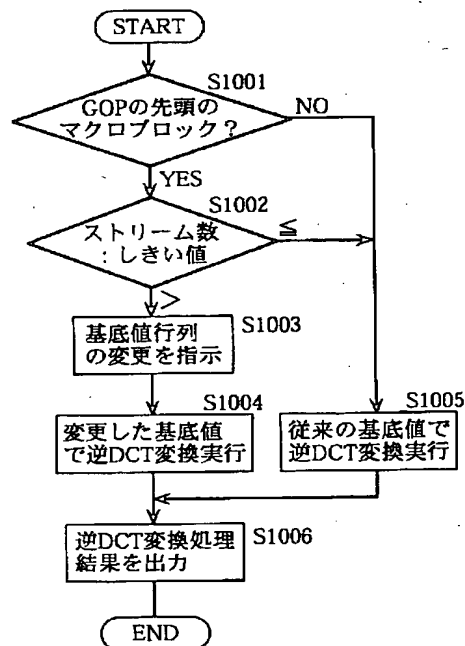 START
S1001
GOPの先頭の
マクロブロック?
NO
YES
S1002
ストリーム数
:しきい値
≦
>
基底値行列
の変更を指示
S1003
S1004
変更した基底値
で逆DCT変換実行
S1005
従来の基底値で
逆DCT変換実行
逆DCT変換処理
結果を出力
S1006
END